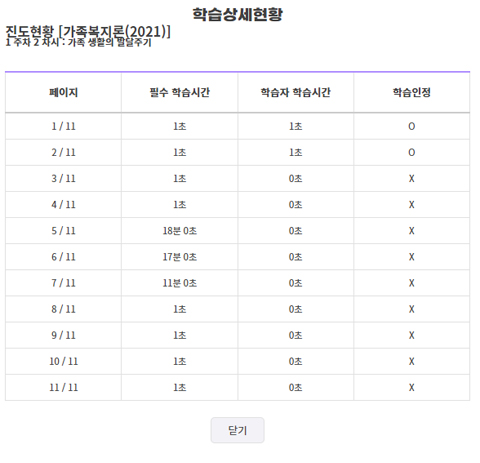 학습상세현황
진도현황 [가족복지론(2021)]
1 주차 2 차시 : 가족 생활의 발달주기
페이지 필수 학습시간 학습자 학습시간 학습인정
1 / 11 1초 1초 O
2 / 11 1초 1초 O
3 / 11 1초 0초 X
4 / 11 1초 0초 X
5 / 11 18분 0초 0초 X
6 / 11 17분 0초 0초 X
7 / 11 11분 0초 0초 X
8 / 11 1초 0초 X
9 / 11 1초 0초 X
10 / 11 1초 0초 X
11 / 11 1초 0초 X
닫기